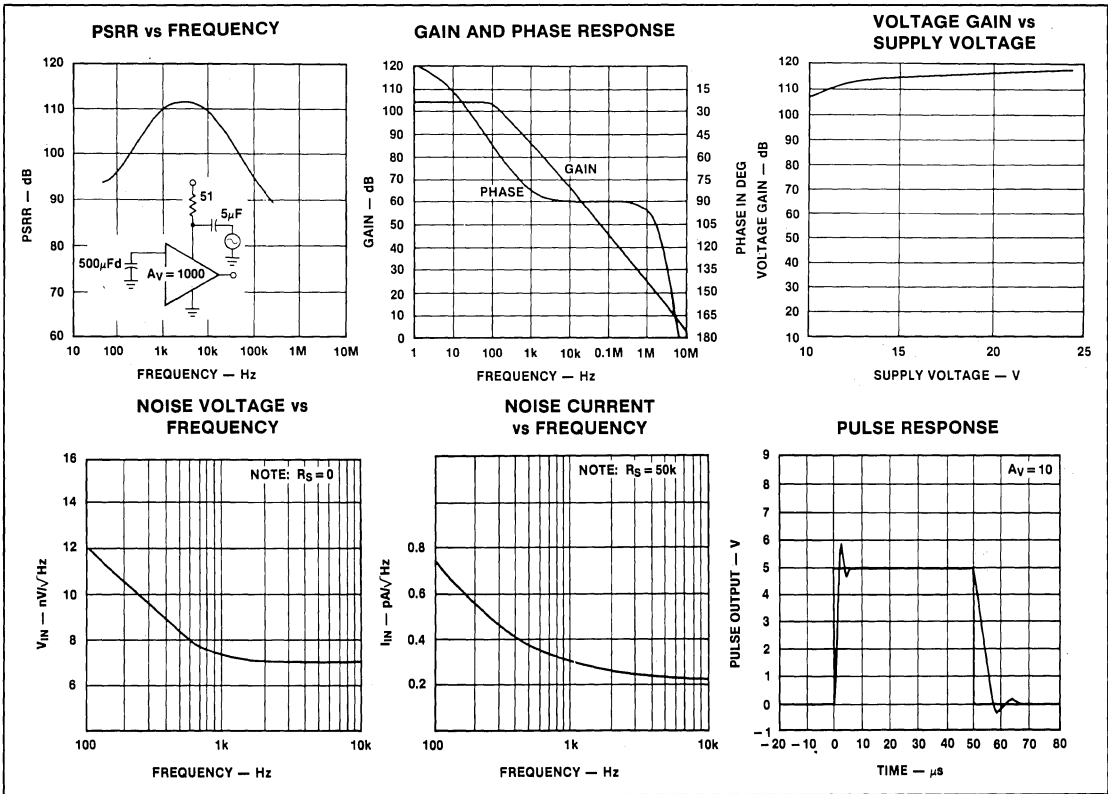 PSRR vs FREQUENCY
120
110
100
90
80
70
60
PSRR — dB
51
5µF
500µFd
AV = 1000
10 100 1k 10k 100k 1M 10M
FREQUENCY — Hz
GAIN AND PHASE RESPONSE
120
110
100
90
80
70
60
50
40
30
20
10
0
GAIN — dB
GAIN
PHASE
15
30
45
60
75
90
105
120
135
150
165
180
PHASE IN DEG
1 10 100 1k 10k 0.1M 1M 10M
FREQUENCY — Hz
VOLTAGE GAIN vs
SUPPLY VOLTAGE
120
110
100
90
80
70
60
50
40
30
20
10
VOLTAGE GAIN — dB
10 15 20 25
SUPPLY VOLTAGE — V
NOISE VOLTAGE vs
FREQUENCY
16
14
12
10
8
6
VIN — nV/√Hz
NOTE: RS = 0
100 1k 10k
FREQUENCY — Hz
NOISE CURRENT
vs FREQUENCY
0.8
0.6
0.4
0.2
IIN — pA/√Hz
NOTE: RS = 50k
100 1k 10k
FREQUENCY — Hz
PULSE RESPONSE
9
8
7
6
5
4
3
2
1
0
−1
PULSE OUTPUT — V
AV = 10
−20 −10 0 10 20 30 40 50 60 70 80
TIME — µs